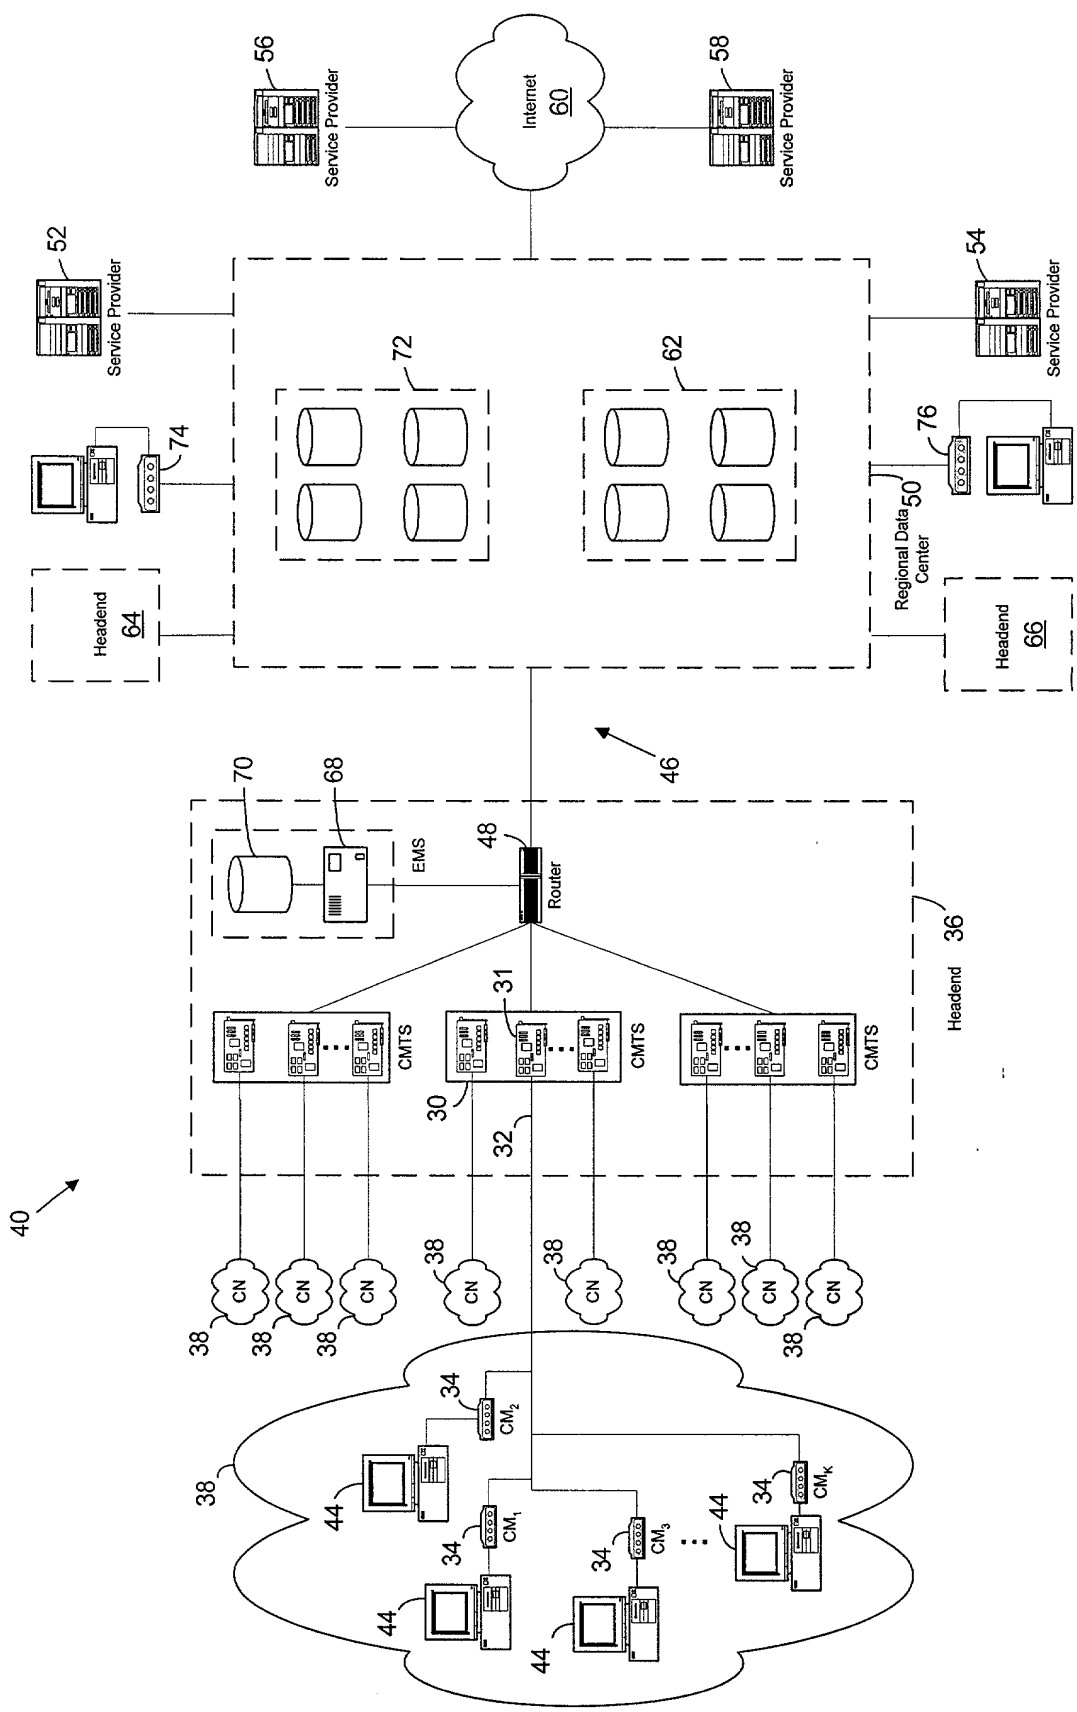 40
38
44
34
CM₁
44
34
CM₂
44
34
CM₃
44
34
CMK
CN
38
CN
38
CN
38
CN
38
CN
38
CN
38
CN
38
CN
38
32
30
31
CMTS
CMTS
CMTS
70
68
EMS
48
Router
36
Headend
46
Headend
64
Headend
66
74
76
72
62
50
Regional Data
Center
52
Service Provider
54
Service Provider
56
Service Provider
58
Service Provider
Internet
60